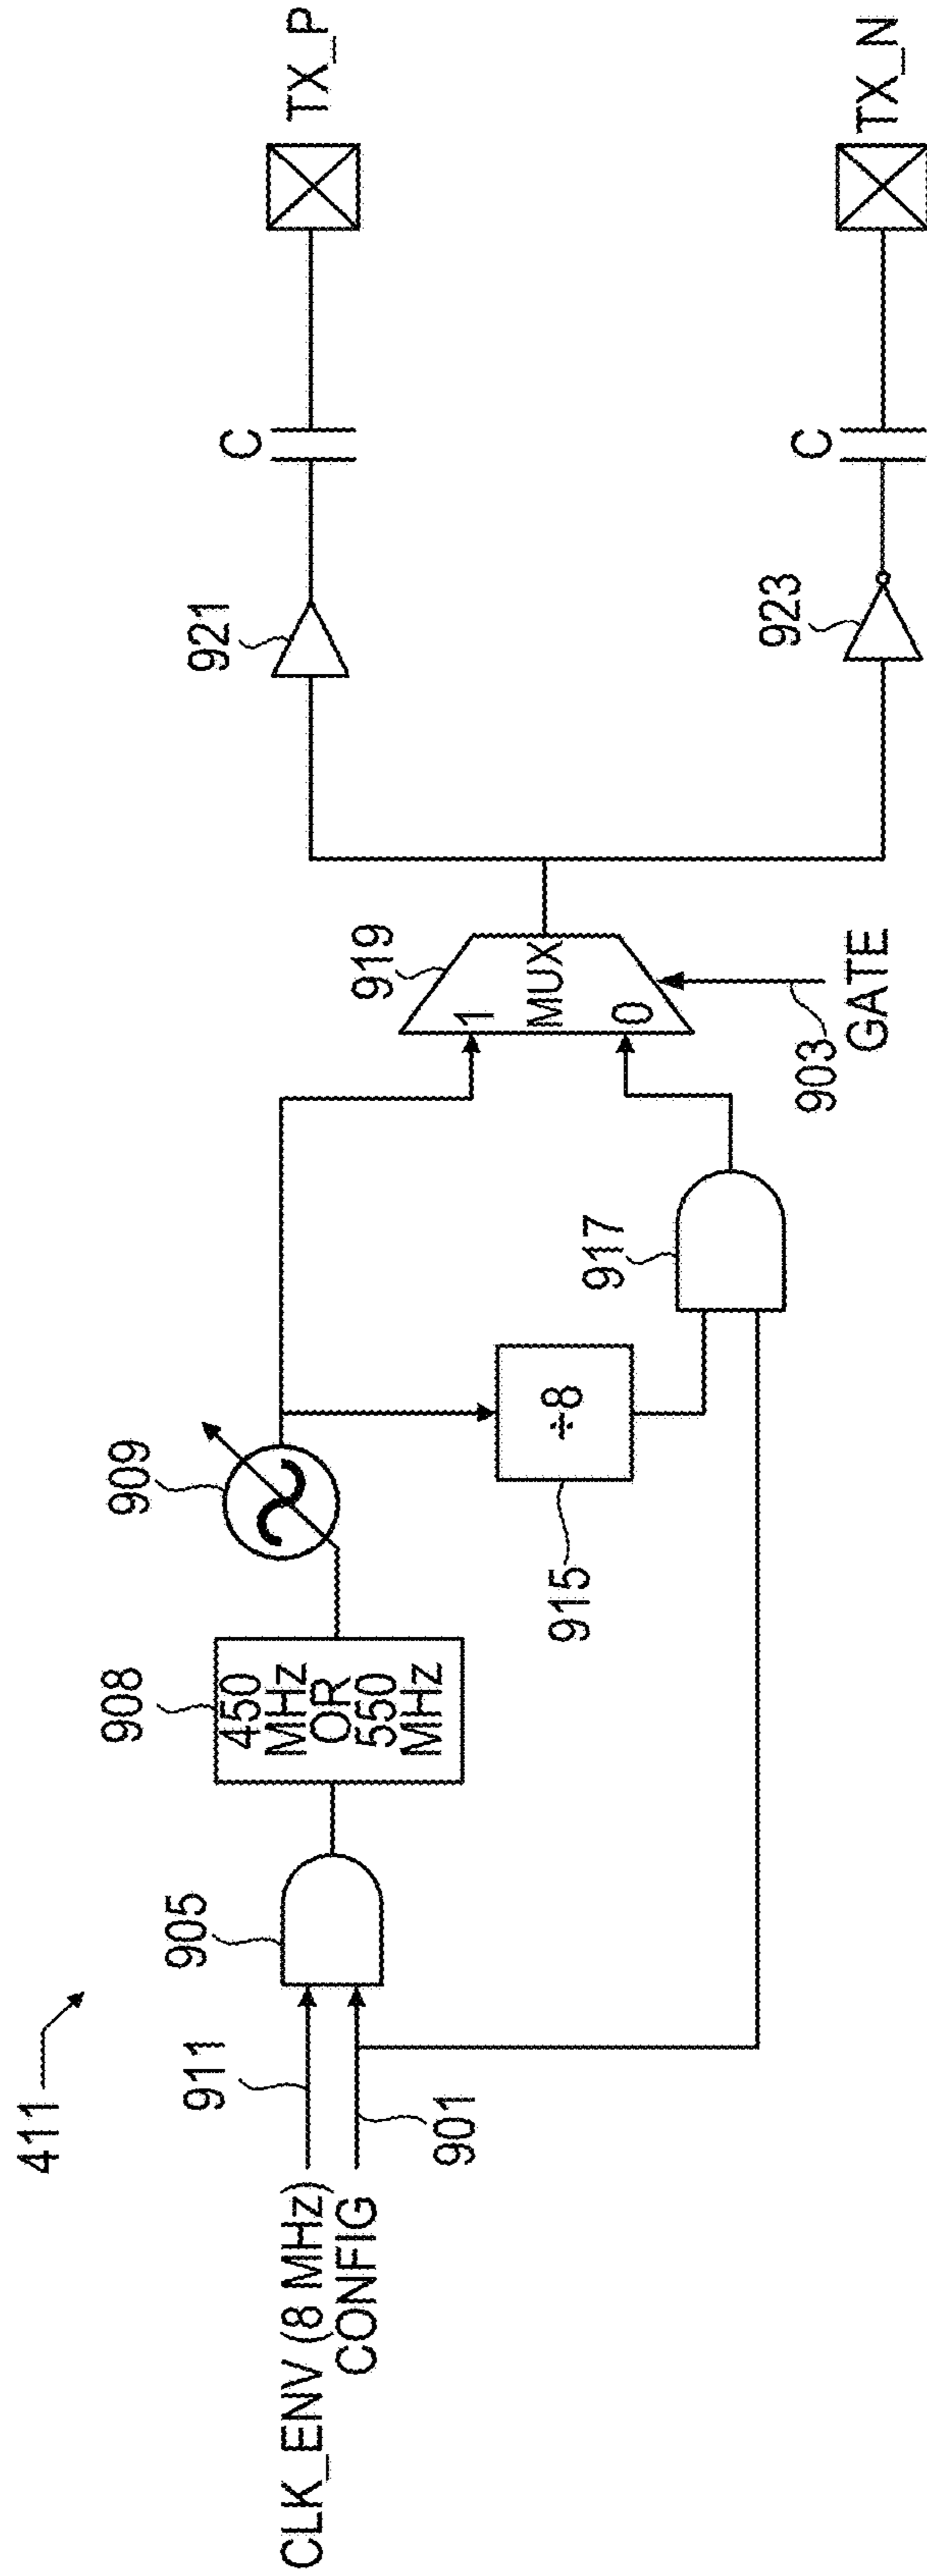 411
CLK_ENV (8 MHz)
CONFIG
911
901
905
908
450
MHz
OR
550
MHz
909
915
÷8
917
919
1
MUX
0
903
GATE
921
C
TX_P
923
C
TX_N